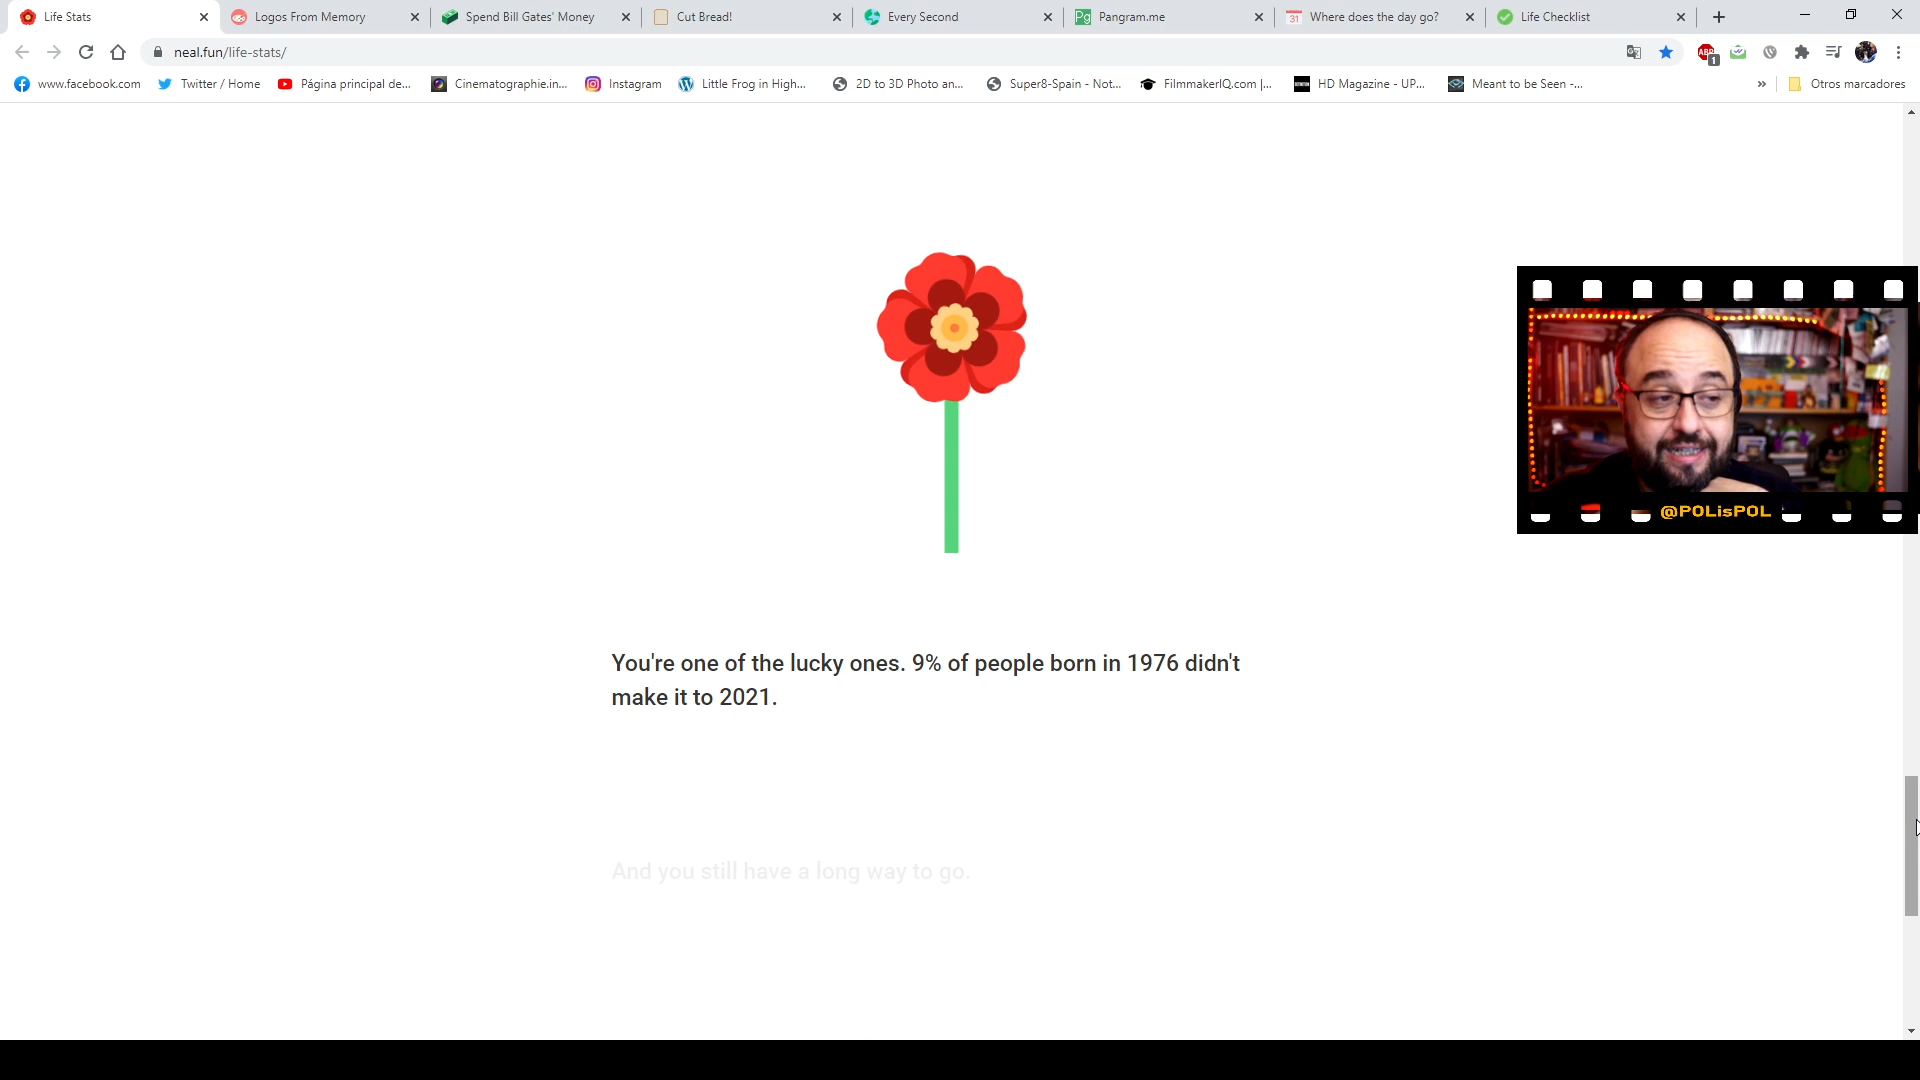 Life Stats
Logos From Memory
Spend Bill Gates' Money
Cut Bread!
Every Second
Pg Pangram.me
31 Where does the day go?
Life Checklist
neal.fun/life-stats/
ABP 1
www.facebook.com
Twitter / Home
Página principal de...
Cinematographie.in...
Instagram
Little Frog in High...
2D to 3D Photo an...
Super8-Spain - Not...
FilmmakerIQ.com |...
HD Magazine - UP...
Meant to be Seen -...
»
Otros marcadores
@POLisPOL
You're one of the lucky ones. 9% of people born in 1976 didn't
make it to 2021.
And you still have a long way to go.